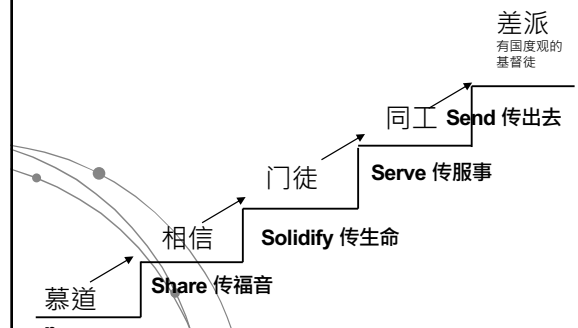 差派
有国度观的
基督徒
同工
Send 传出去
门徒
Serve 传服事
相信
Solidify 传生命
慕道
Share 传福音